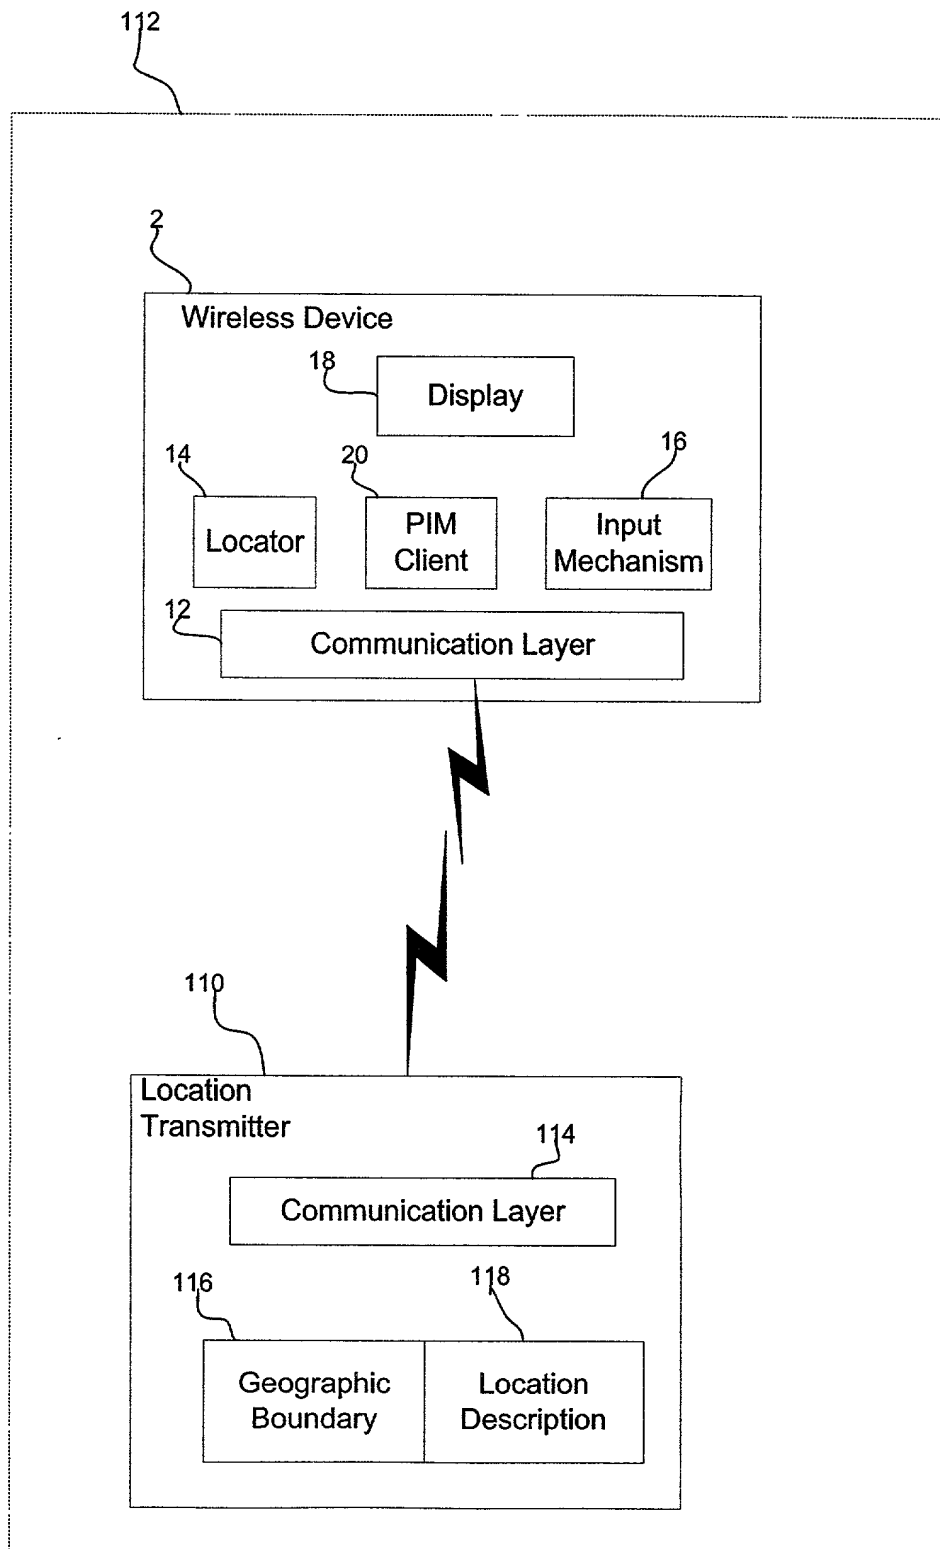 112
2
Wireless Device
18
Display
14
20
16
Locator
PIM
Client
Input
Mechanism
12
Communication Layer
110
Location
Transmitter
114
Communication Layer
116
118
Geographic
Boundary
Location
Description